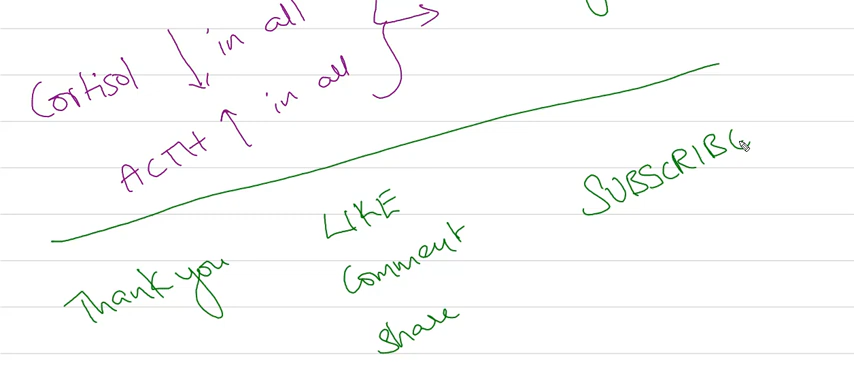 Cortisol ↓ in all
ACTH ↑ in all
Thank you
LIKE
Comment
Share
SUBSCRIBE